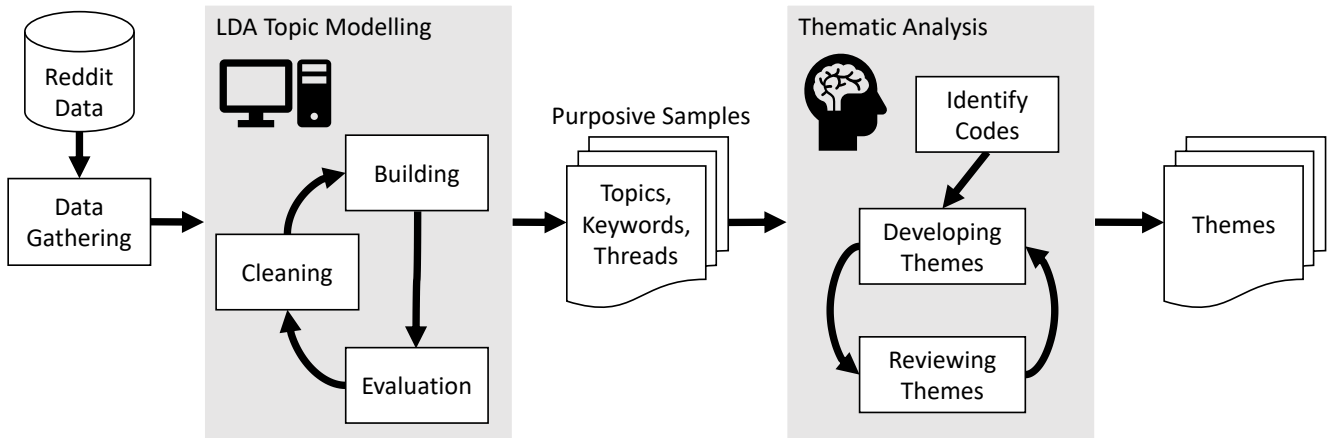 Reddit
Data
Data
Gathering
LDA Topic Modelling
Building
Cleaning
Evaluation
Purposive Samples
Topics,
Keywords,
Threads
Thematic Analysis
Identify
Codes
Developing
Themes
Reviewing
Themes
Themes